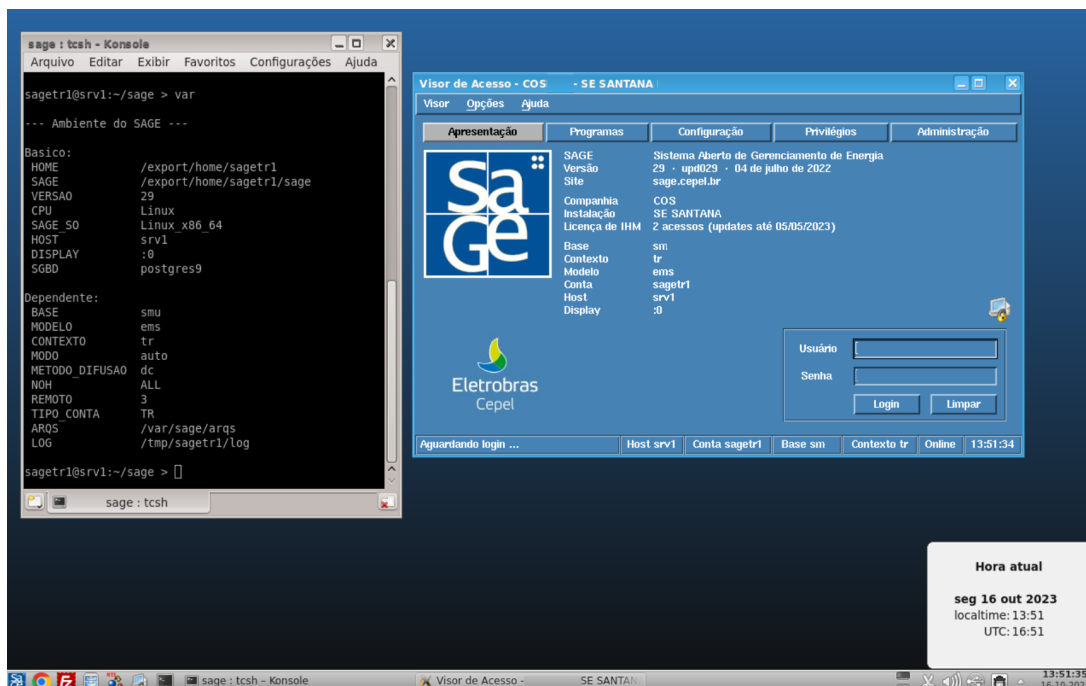 sage : tcsh - Konsole
Arquivo Editar Exibir Favoritos Configurações Ajuda
sagetr1@srv1:~/sage > var
--- Ambiente do SAGE ---
Basico:
HOME /export/home/sagetr1
SAGE /export/home/sagetr1/sage
VERSAO 29
CPU Linux
SAGE_SO Linux_x86_64
HOST srv1
DISPLAY :0
SGBD postgres9
Dependente:
BASE smu
MODELO ems
CONTEXTO tr
MODO auto
METODO_DIFUSAO dc
NOH ALL
REMOTO 3
TIPO_CONTA TR
ARQS /var/sage/arqs
LOG /tmp/sagetr1/log
sagetr1@srv1:~/sage >
sage : tcsh
Visor de Acesso - COS - SE SANTANA
Visor Opções Ajuda
Apresentação Programas Configuração Privilégios Administração
SaGe
SAGE Sistema Aberto de Gerenciamento de Energia
Versão 29 - upd029 - 04 de julho de 2022
Site sage.cepel.br
Companhia COS
Instalação SE SANTANA
Licença de IHM 2 acessos (updates até 05/05/2023)
Base sm
Contexto tr
Modelo ems
Conta sagetr1
Host srv1
Display :0
Eletrobras
Cepel
Usuário
Senha
Login Limpar
Aguardando login ... Host srv1 Conta sagetr1 Base sm Contexto tr Online 13:51:34
Hora atual
seg 16 out 2023
localtime: 13:51
UTC: 16:51
sage : tcsh - Konsole
Visor de Acesso - SE SANTAN
13:51:35